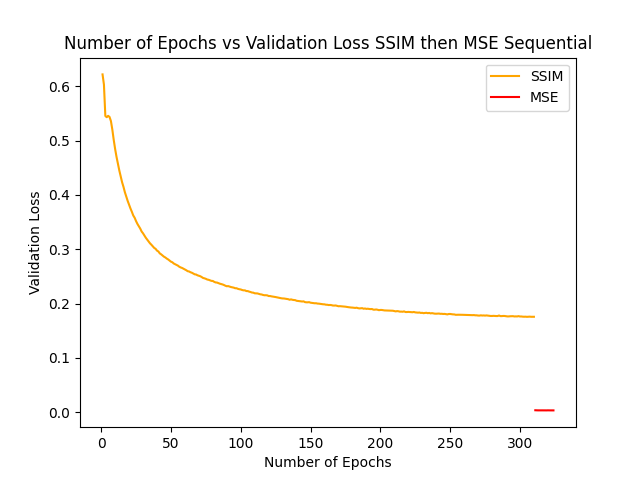 Number of Epochs vs Validation Loss SSIM then MSE Sequential
SSIM
MSE
Validation Loss
0.6
0.5
0.4
0.3
0.2
0.1
0.0
0
50
100
150
200
250
300
Number of Epochs